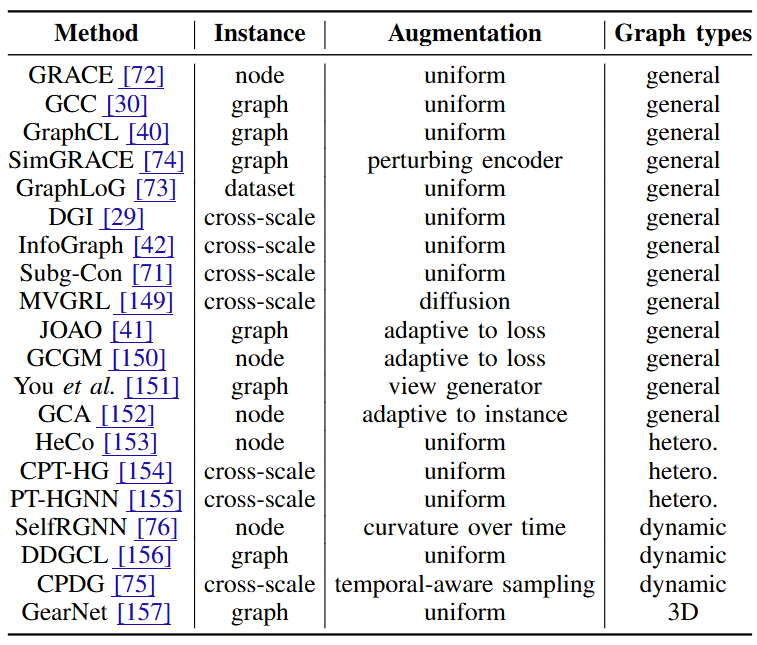 Method Instance Augmentation Graph types
GRACE [72] node uniform general
GCC [30] graph uniform general
GraphCL [40] graph uniform general
SimGRACE [74] graph perturbing encoder general
GraphLoG [73] dataset uniform general
DGI [29] cross-scale uniform general
InfoGraph [42] cross-scale uniform general
Subg-Con [71] cross-scale uniform general
MVGRL [149] cross-scale diffusion general
JOAO [41] graph adaptive to loss general
GCGM [150] node adaptive to loss general
You et al. [151] graph view generator general
GCA [152] node adaptive to instance general
HeCo [153] node uniform hetero.
CPT-HG [154] cross-scale uniform hetero.
PT-HGNN [155] cross-scale uniform hetero.
SelfRGNN [76] node curvature over time dynamic
DDGCL [156] graph uniform dynamic
CPDG [75] cross-scale temporal-aware sampling dynamic
GearNet [157] graph uniform 3D